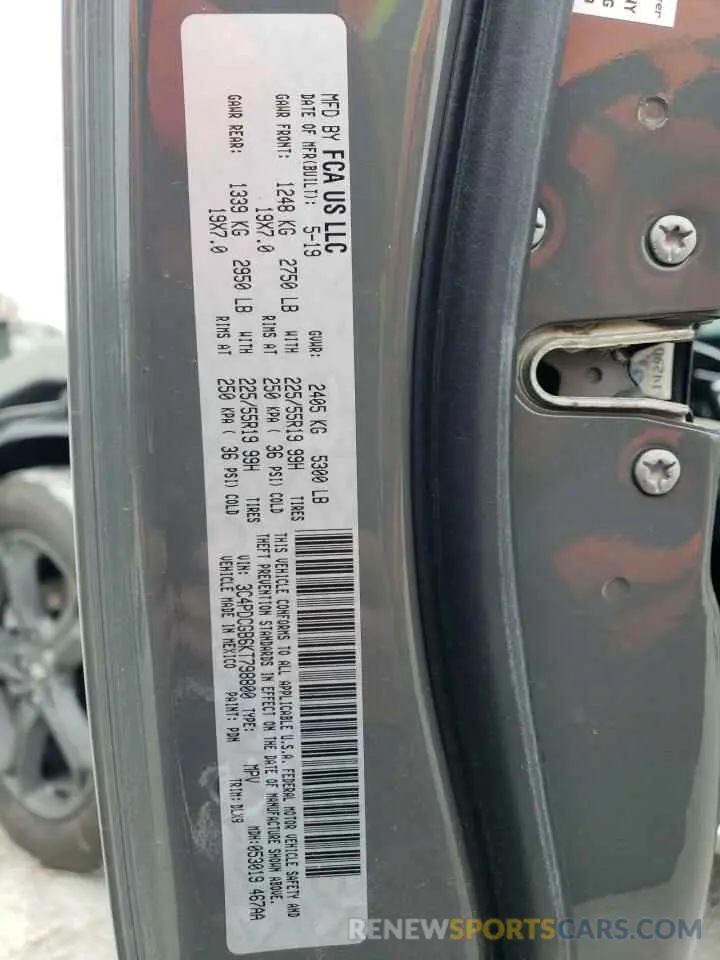 MFD BY FCA US LLC
DATE OF MFR(BUILT): 5-19
GVWR: 2405 KG 5300 LB
GAWR FRONT: 1248 KG 2750 LB WITH 225/55R19 99H TIRES
19X7.0 RIMS AT 250 KPA ( 36 PSI) COLD
GAWR REAR: 1339 KG 2950 LB WITH 225/55R19 99H TIRES
19X7.0 RIMS AT 250 KPA ( 36 PSI) COLD
THIS VEHICLE CONFORMS TO ALL APPLICABLE U.S.A. FEDERAL MOTOR VEHICLE SAFETY AND
THEFT PREVENTION STANDARDS IN EFFECT ON THE DATE OF MANUFACTURE SHOWN ABOVE.
VIN: 3C4PDCGB6KT798800 TYPE: MPV MDH:053019 467AA
VEHICLE MADE IN MEXICO PAINT: PDN TRIM:DLX9
RENEWSPORTSCARS.COM